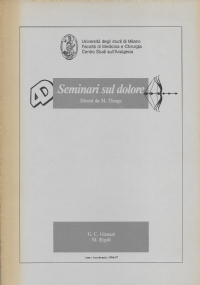 Università degli studi di Milano
Facoltà di Medicina e Chirurgia
Centro Studi sull'Analgesia
4D
Seminari sul dolore
Diretti da M. Tiengo
M. Rigoli